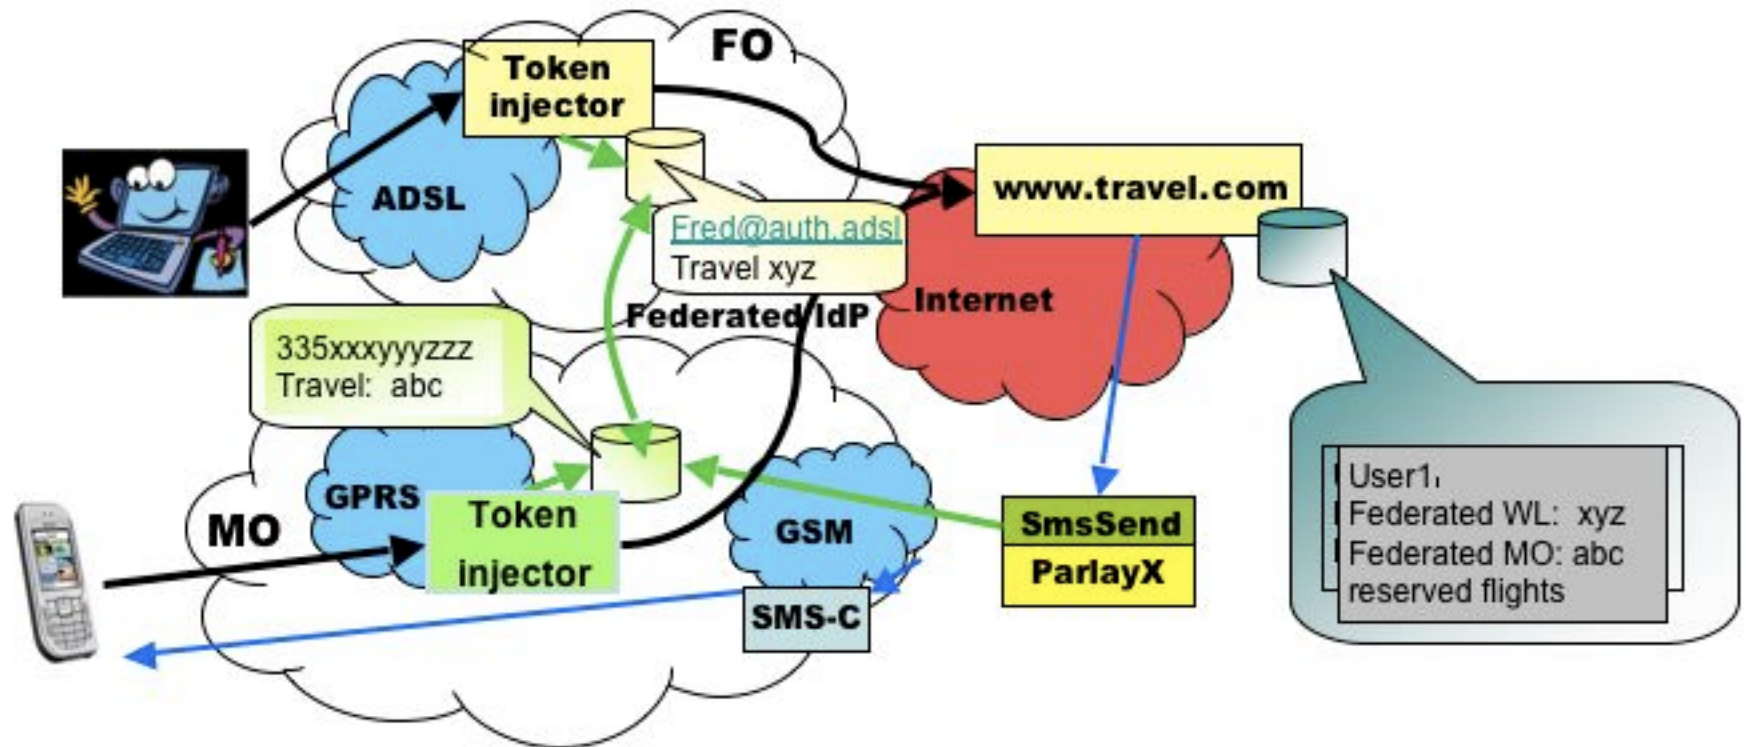 FO
Token
injector
ADSL
www.travel.com
Fred@auth.adsl
Travel xyz
Federated IdP
Internet
335xxxyyyzzz
Travel: abc
GPRS
MO
Token
injector
GSM
SMS-C
SmsSend
ParlayX
User1,
Federated WL: xyz
Federated MO: abc
reserved flights